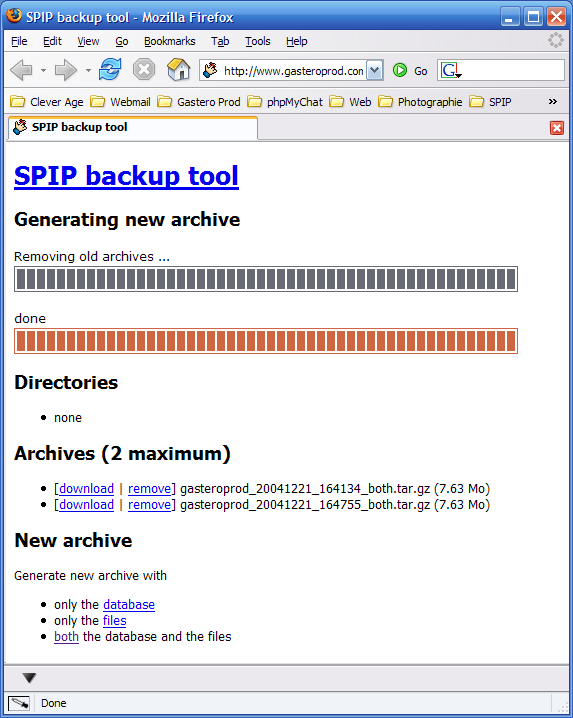 SPIP backup tool - Mozilla Firefox
File Edit View Go Bookmarks Tab Tools Help
http://www.gasteroprod.com Go G
Clever Age Webmail Gastero Prod phpMyChat Web Photographie SPIP »
SPIP backup tool
SPIP backup tool
Generating new archive
Removing old archives ...
done
Directories
none
Archives (2 maximum)
[download | remove] gasteroprod_20041221_164134_both.tar.gz (7.63 Mo)
[download | remove] gasteroprod_20041221_164755_both.tar.gz (7.63 Mo)
New archive
Generate new archive with
only the database
only the files
both the database and the files
Done